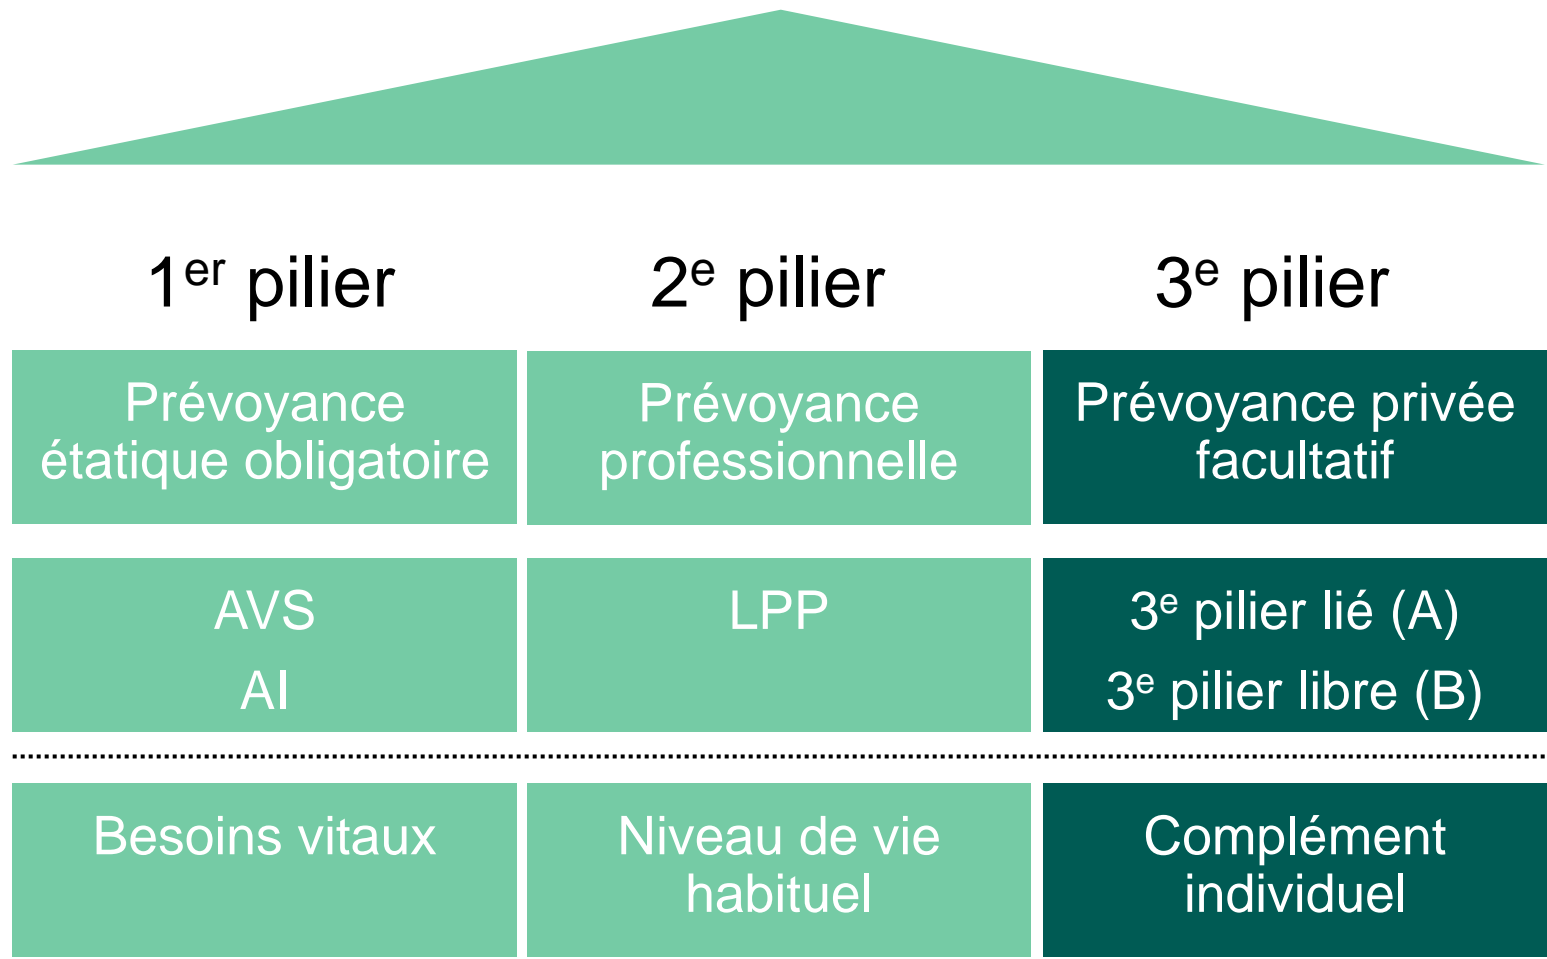 1er pilier
2e pilier
3e pilier
Prévoyance
étatique obligatoire
Prévoyance
professionnelle
Prévoyance privée
facultatif
AVS
AI
LPP
3e pilier lié (A)
3e pilier libre (B)
Besoins vitaux
Niveau de vie
habituel
Complément
individuel